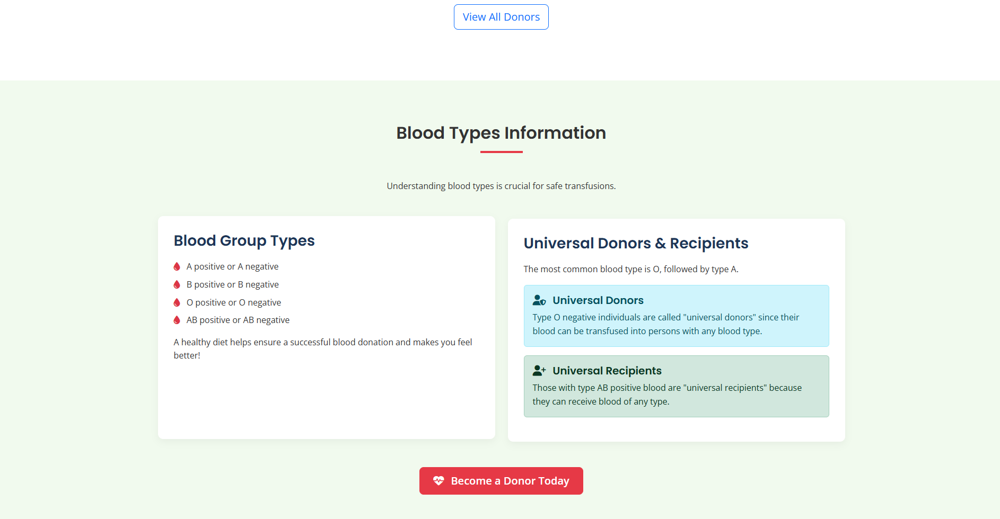 View All Donors
Blood Types Information
Understanding blood types is crucial for safe transfusions.
Blood Group Types
A positive or A negative
B positive or B negative
O positive or O negative
AB positive or AB negative
A healthy diet helps ensure a successful blood donation and makes you feel
better!
Universal Donors & Recipients
The most common blood type is O, followed by type A.
Universal Donors
Type O negative individuals are called "universal donors" since their
blood can be transfused into persons with any blood type.
Universal Recipients
Those with type AB positive blood are "universal recipients" because
they can receive blood of any type.
Become a Donor Today